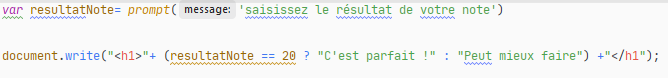 var resultatNote= prompt( message: 'saisissez le résultat de votre note')
document.write("<h1>"+ (resultatNote == 20 ? "C'est parfait !" : "Peut mieux faire") +"</h1>");